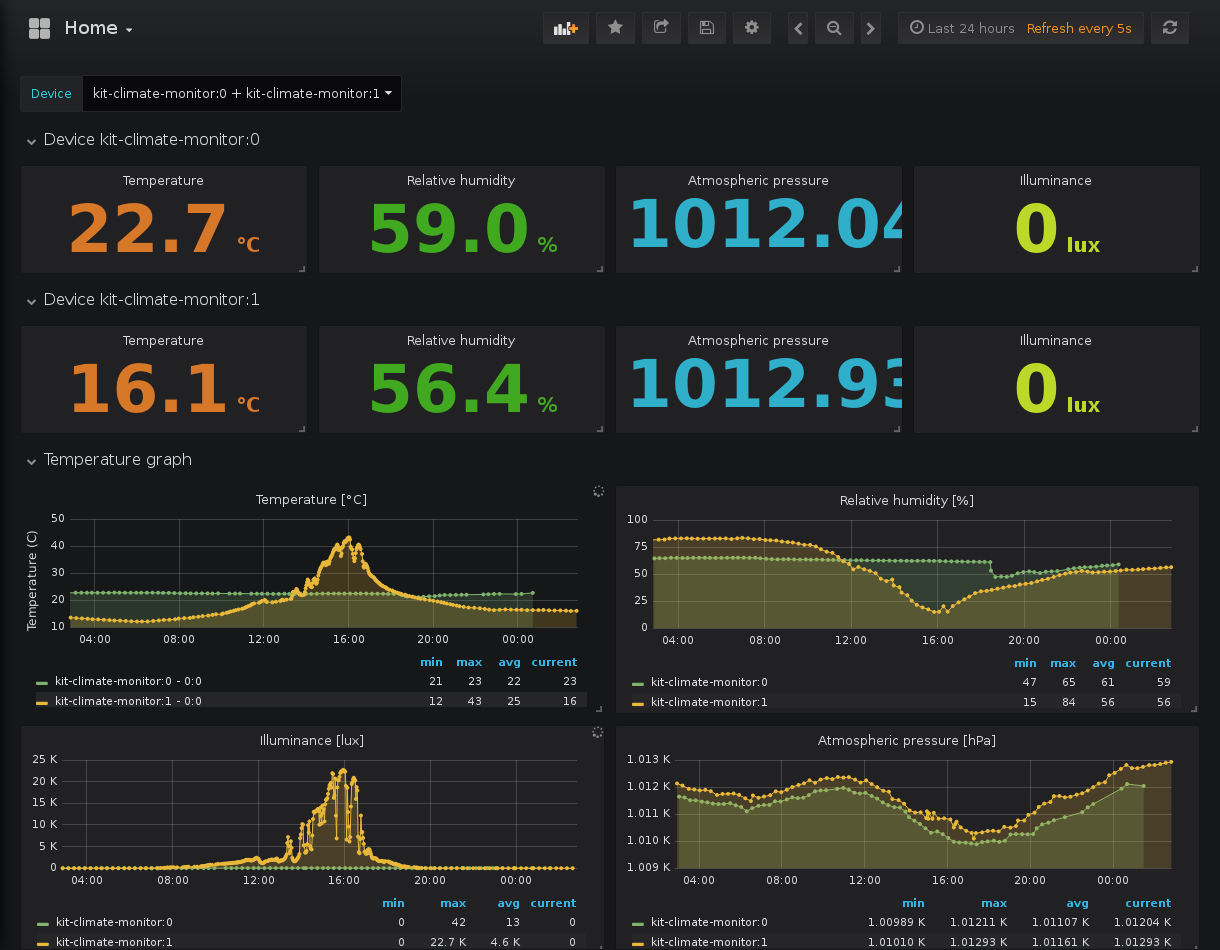 Home
Last 24 hours Refresh every 5s
Device kit-climate-monitor:0 + kit-climate-monitor:1
Device kit-climate-monitor:0
Temperature
22.7 °C
Relative humidity
59.0 %
Atmospheric pressure
1012.04
Illuminance
0 lux
Device kit-climate-monitor:1
Temperature
16.1 °C
Relative humidity
56.4 %
Atmospheric pressure
1012.93
Illuminance
0 lux
Temperature graph
Temperature [°C]
Temperature (C)
50
40
30
20
10
04:00 08:00 12:00 16:00 20:00 00:00
min max avg current
kit-climate-monitor:0 - 0:0 21 23 22 23
kit-climate-monitor:1 - 0:0 12 43 25 16
Relative humidity [%]
100
75
50
25
0
04:00 08:00 12:00 16:00 20:00 00:00
min max avg current
kit-climate-monitor:0 47 65 61 59
kit-climate-monitor:1 15 84 56 56
Illuminance [lux]
25 K
20 K
15 K
10 K
5 K
0
04:00 08:00 12:00 16:00 20:00 00:00
min max avg current
kit-climate-monitor:0 0 42 13 0
kit-climate-monitor:1 0 22.7 K 4.6 K 0
Atmospheric pressure [hPa]
1.013 K
1.012 K
1.011 K
1.010 K
1.009 K
04:00 08:00 12:00 16:00 20:00 00:00
min max avg current
kit-climate-monitor:0 1.00989 K 1.01211 K 1.01107 K 1.01204 K
kit-climate-monitor:1 1.01010 K 1.01293 K 1.01161 K 1.01293 K